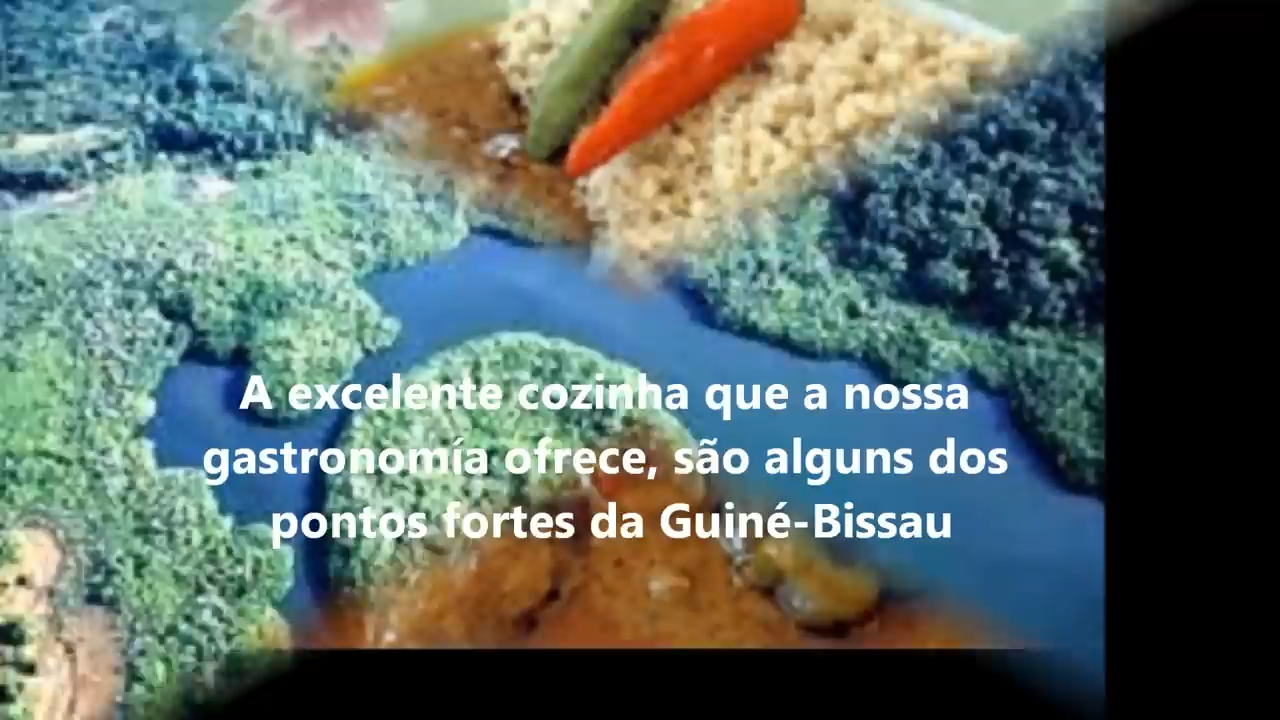 A excelente cozinha que a nossa
gastronomía ofrece, são alguns dos
pontos fortes da Guiné-Bissau